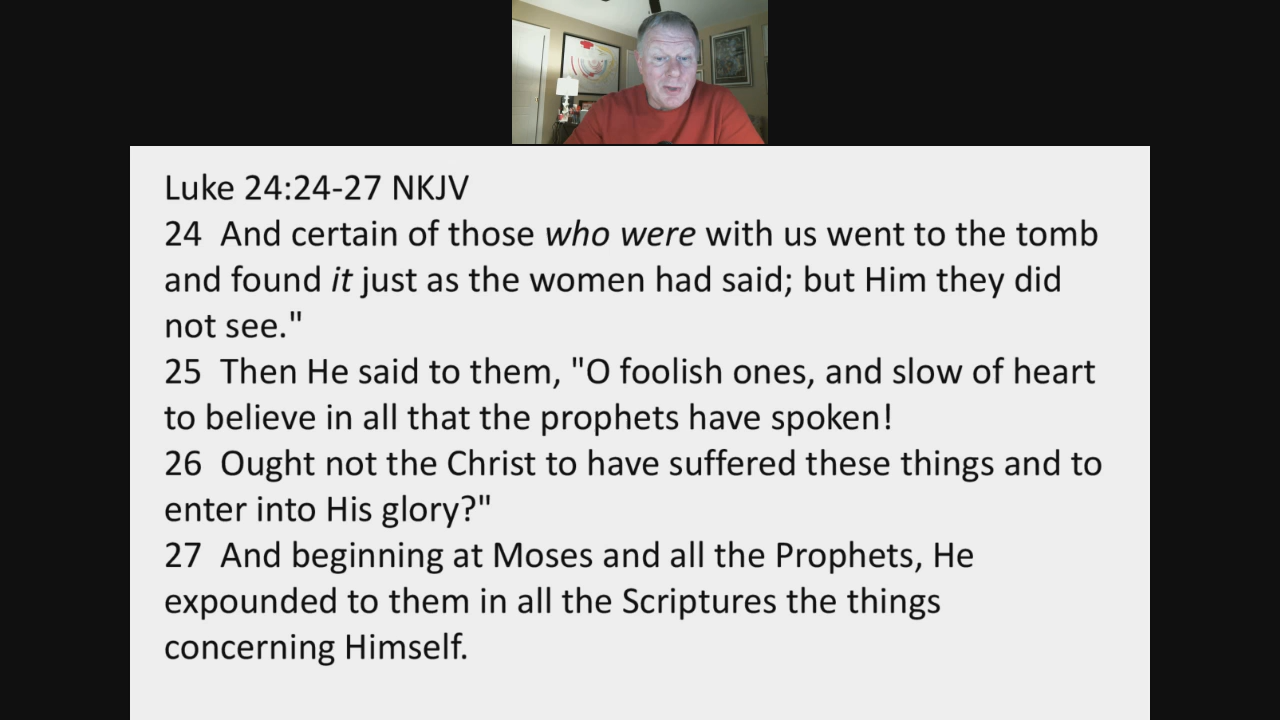 Luke 24:24-27 NKJV
24  And certain of those who were with us went to the tomb
and found it just as the women had said; but Him they did
not see."
25  Then He said to them, "O foolish ones, and slow of heart
to believe in all that the prophets have spoken!
26  Ought not the Christ to have suffered these things and to
enter into His glory?"
27  And beginning at Moses and all the Prophets, He
expounded to them in all the Scriptures the things
concerning Himself.